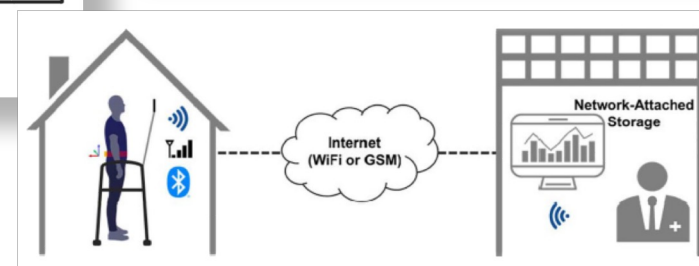 Internet
(WiFi or GSM)
Network-Attached
Storage